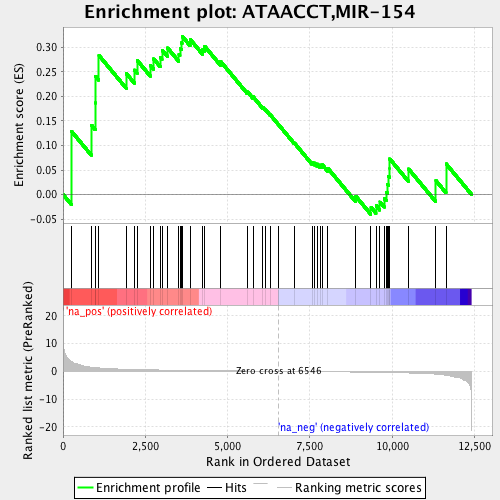 Enrichment plot: ATAACCT,MIR-154
Enrichment score (ES)
0.30
0.25
0.20
0.15
0.10
0.05
0.00
-0.05
'na_pos' (positively correlated)
Ranked list metric (PreRanked)
20
10
0
-10
-20
Zero cross at 6546
'na_neg' (negatively correlated)
0
2,500
5,000
7,500
10,000
12,500
Rank in Ordered Dataset
Enrichment profile
Hits
Ranking metric scores